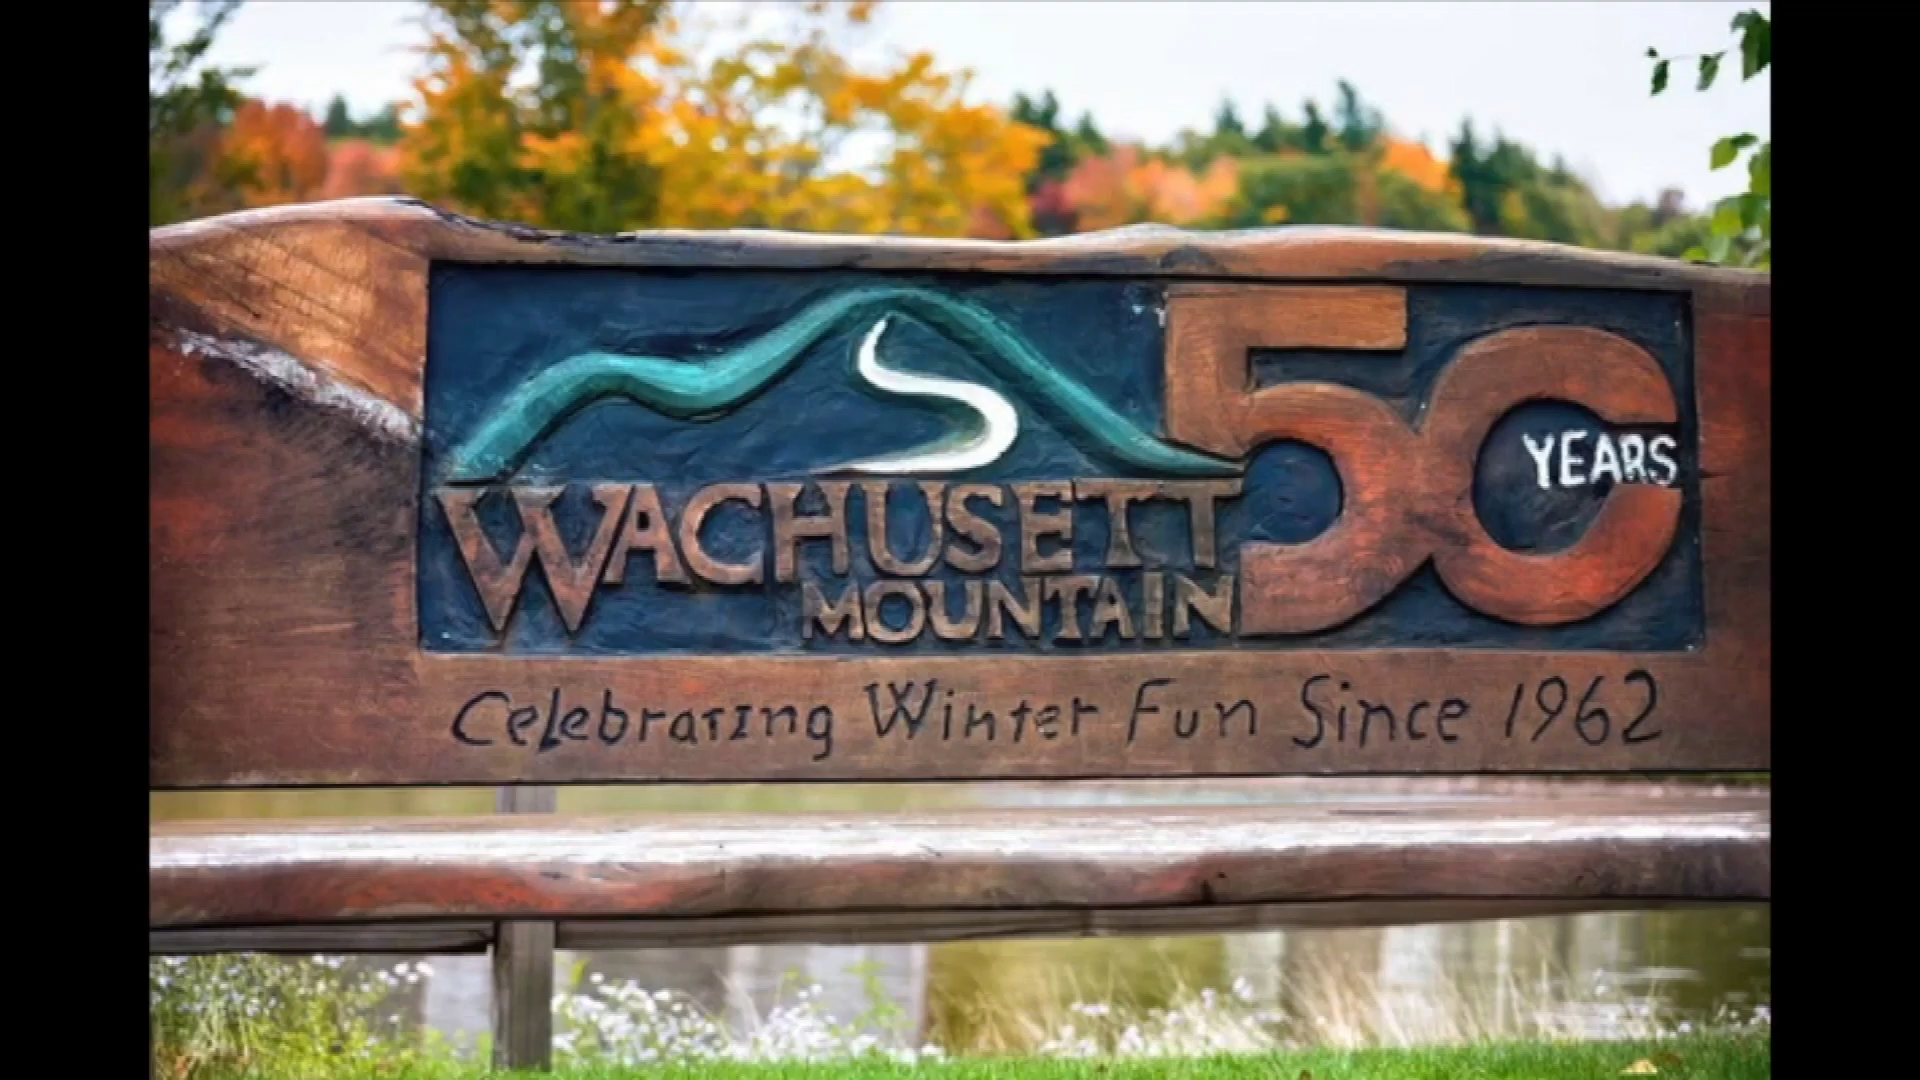 WACHUSETT
MOUNTAIN
50
YEARS
Celebrating Winter Fun Since 1962